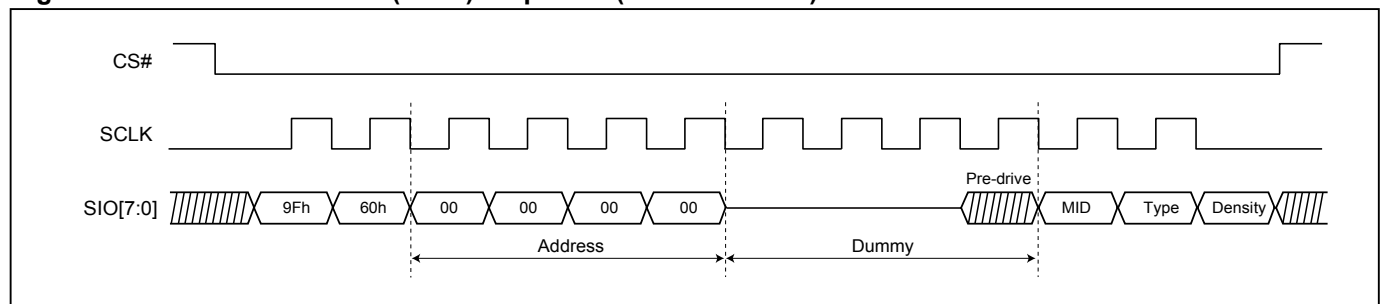 CS#
SCLK
Pre-drive
SIO[7:0] 9Fh 60h 00 00 00 00 MID Type Density
Address Dummy